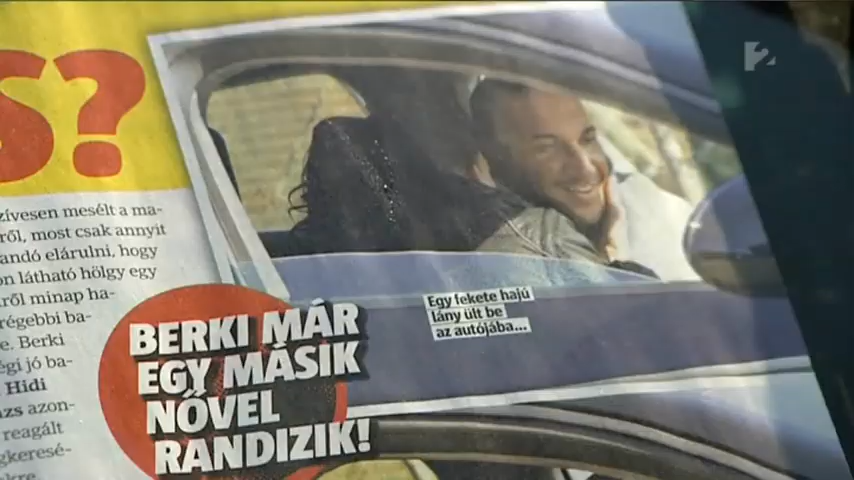 S?
2
zívesen mesélt a ma-
ről, most csak annyit
andó elárulni, hogy
on látható hölgy egy
ről minap ha-
régebbi ba-
e. Berki
égi jó ba-
Hidi
zs azon-
reagált
gkeresé-
ekre
BERKI MÁR
EGY MÁSIK
NŐVEL
RANDIZIK!
Egy fekete hajú
lány ült be
az autójába...